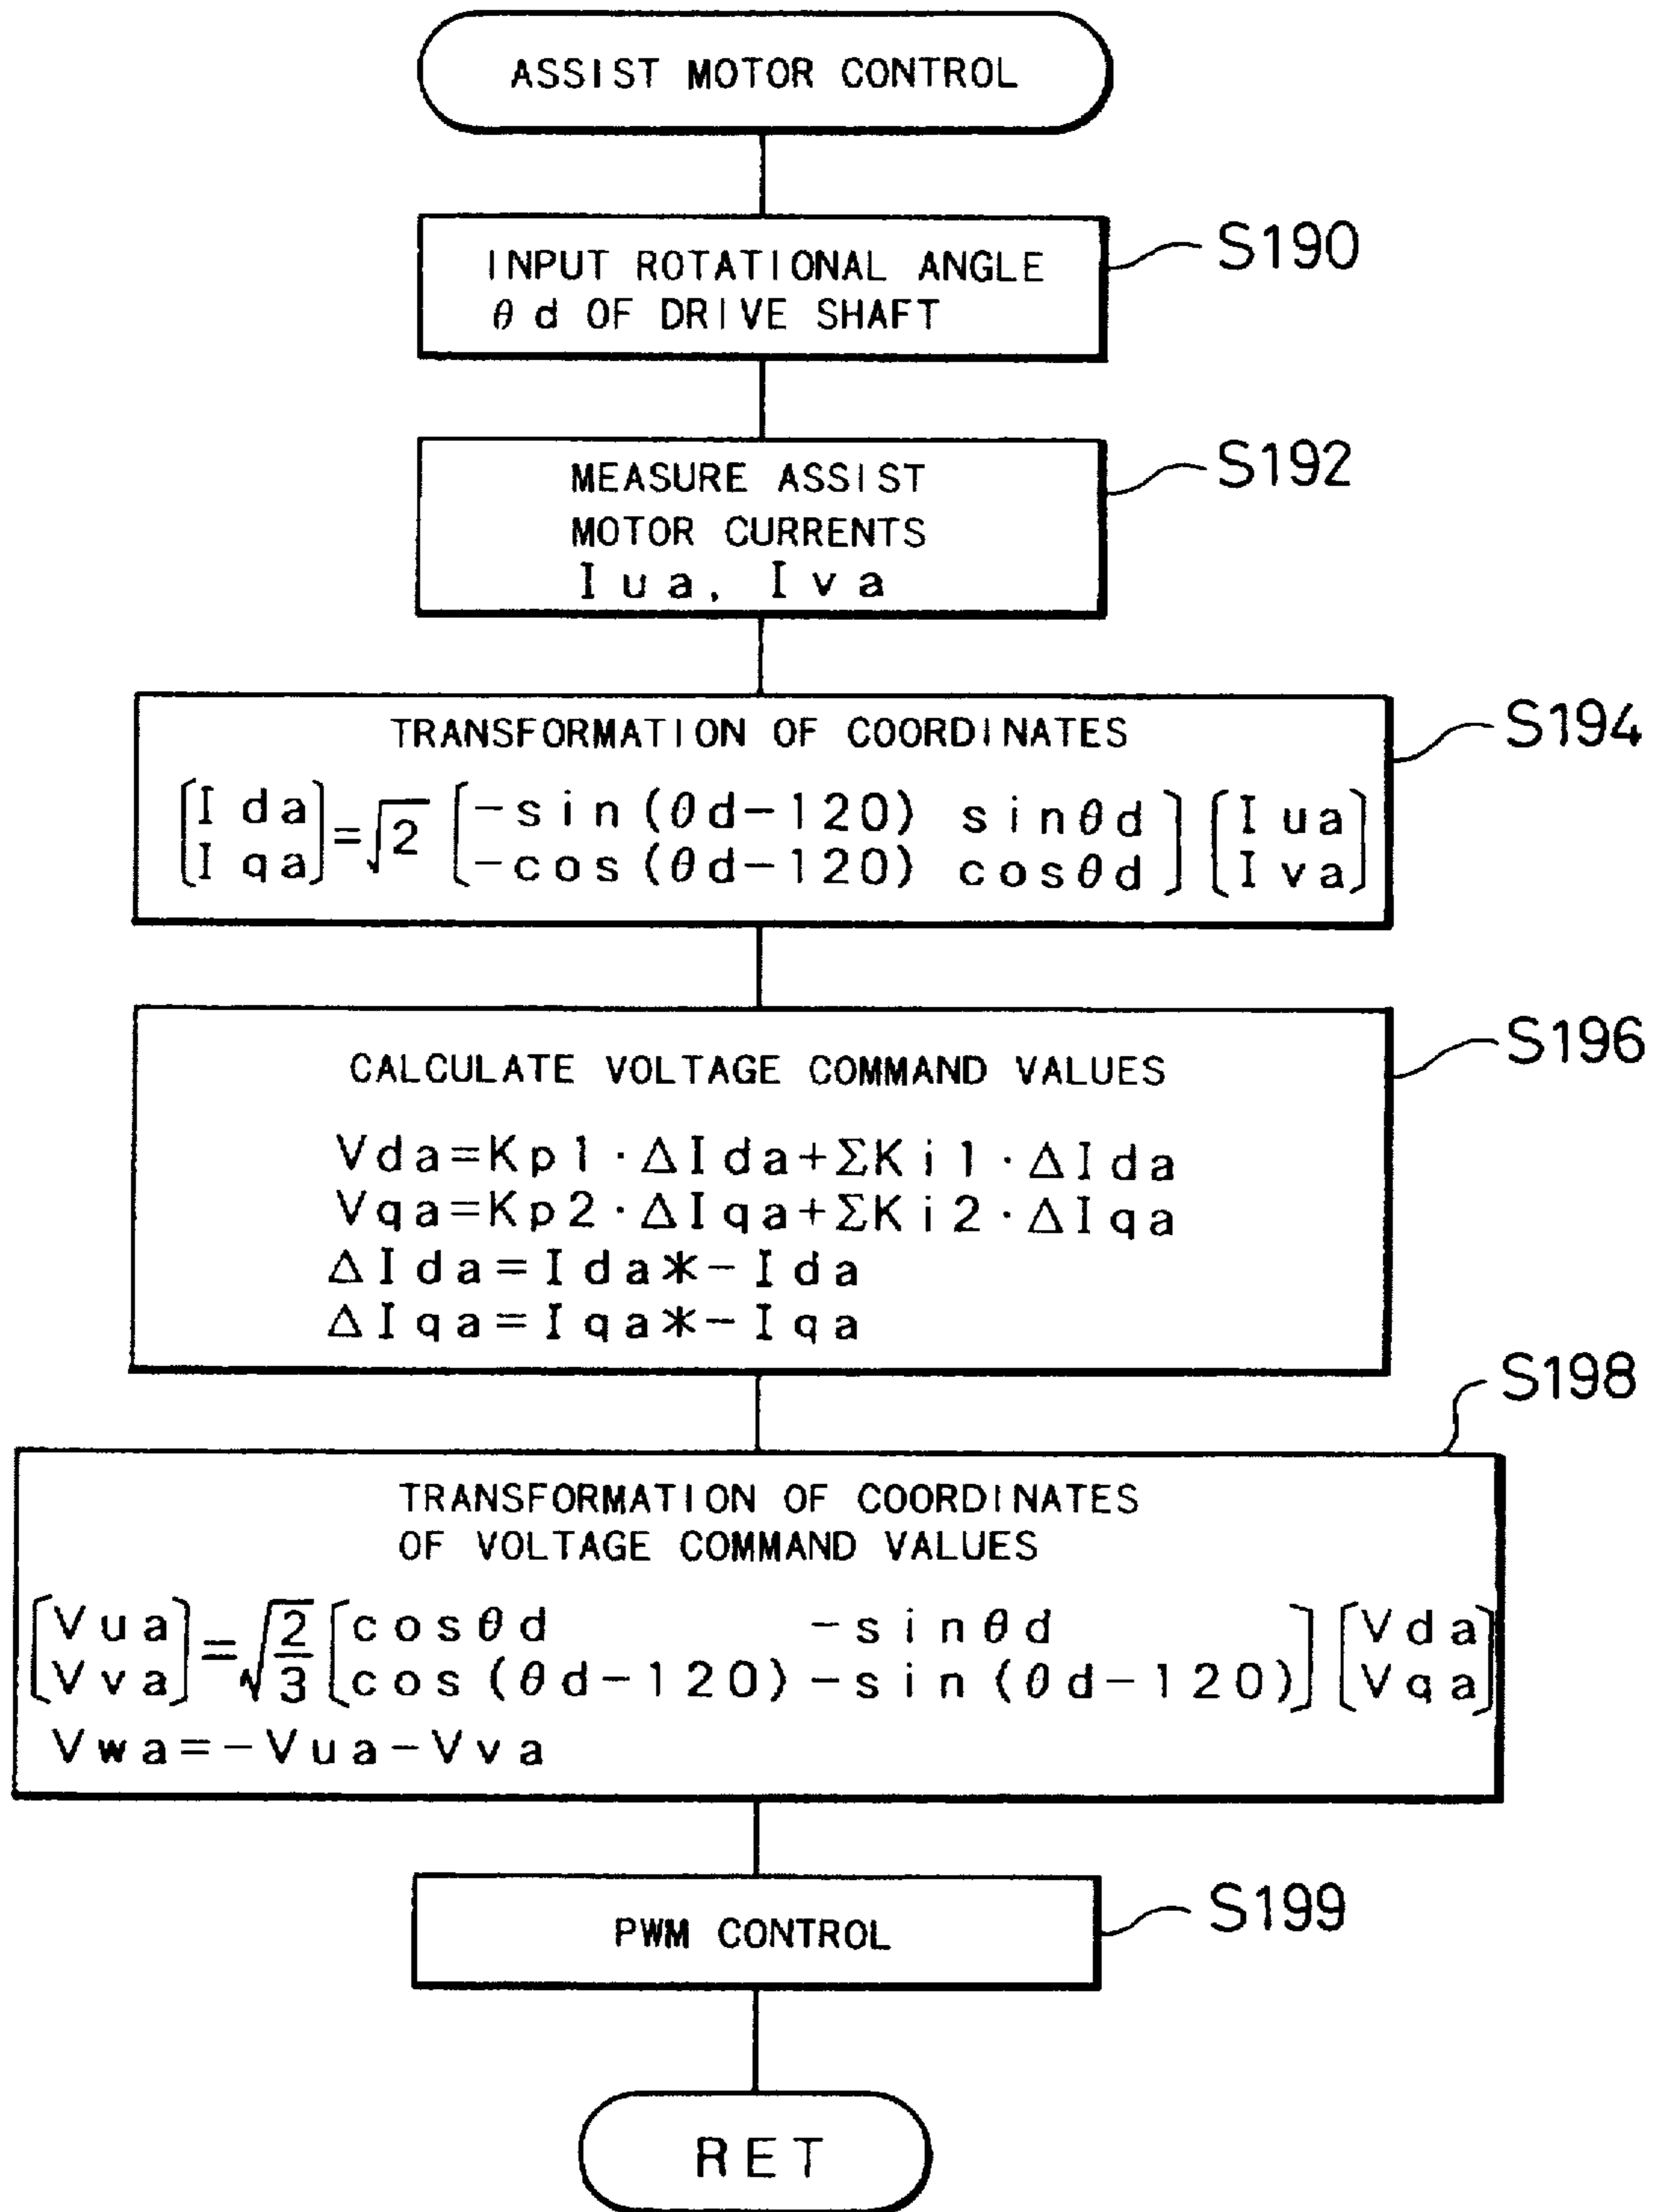 ASSIST MOTOR CONTROL
INPUT ROTATIONAL ANGLE
θd OF DRIVE SHAFT
S190
MEASURE ASSIST
MOTOR CURRENTS
Iua, Iva
S192
TRANSFORMATION OF COORDINATES
[Ida] = √2 [-sin(θd-120) sinθd] [Iua]
[Iqa] [-cos(θd-120) cosθd] [Iva]
S194
CALCULATE VOLTAGE COMMAND VALUES
Vda=Kp1·ΔIda+ΣKi1·ΔIda
Vqa=Kp2·ΔIqa+ΣKi2·ΔIqa
ΔIda=Ida*-Ida
ΔIqa=Iqa*-Iqa
S196
TRANSFORMATION OF COORDINATES
OF VOLTAGE COMMAND VALUES
[Vua] = √2/3 [cosθd -sinθd] [Vda]
[Vva] [cos(θd-120) -sin(θd-120)] [Vqa]
Vwa=-Vua-Vva
S198
PWM CONTROL
S199
RET